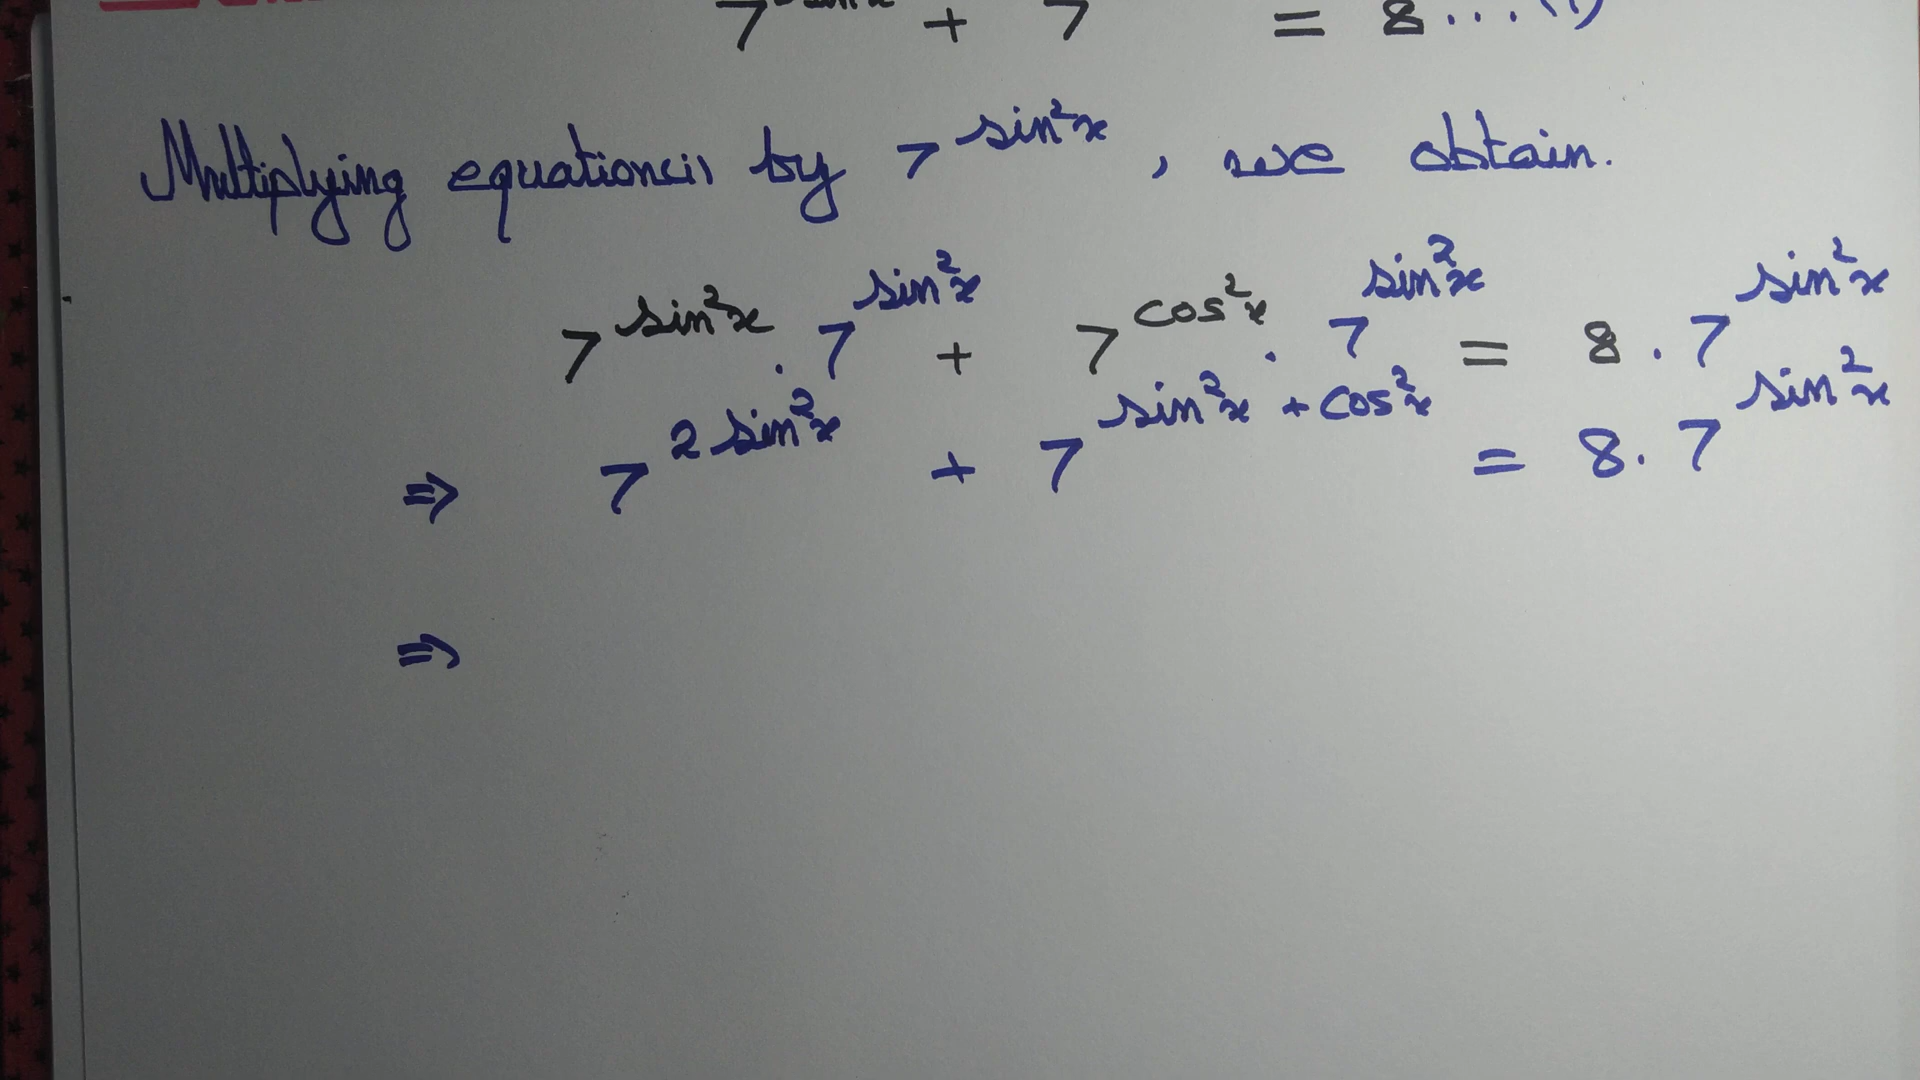 7 + 7 = 8 ... (i)
Multiplying equation(i) by 7^sin²x, we obtain.
7^sin²x . 7^sin²x + 7^cos²x . 7^sin²x = 8 . 7^sin²x
⇒ 7^2 sin²x + 7^sin²x + cos²x = 8 . 7^sin²x
⇒